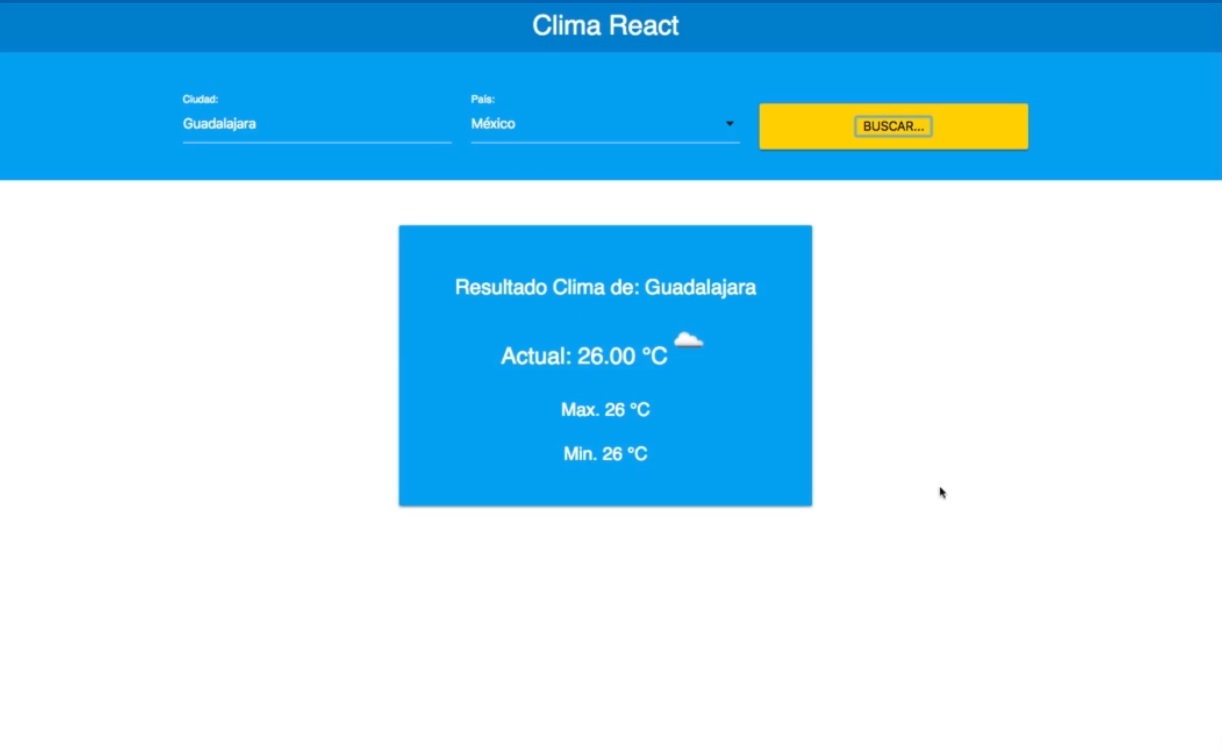 Clima React
Ciudad:
País:
Guadalajara
México
BUSCAR...
Resultado Clima de: Guadalajara
Actual: 26.00 °C
Max. 26 °C
Min. 26 °C